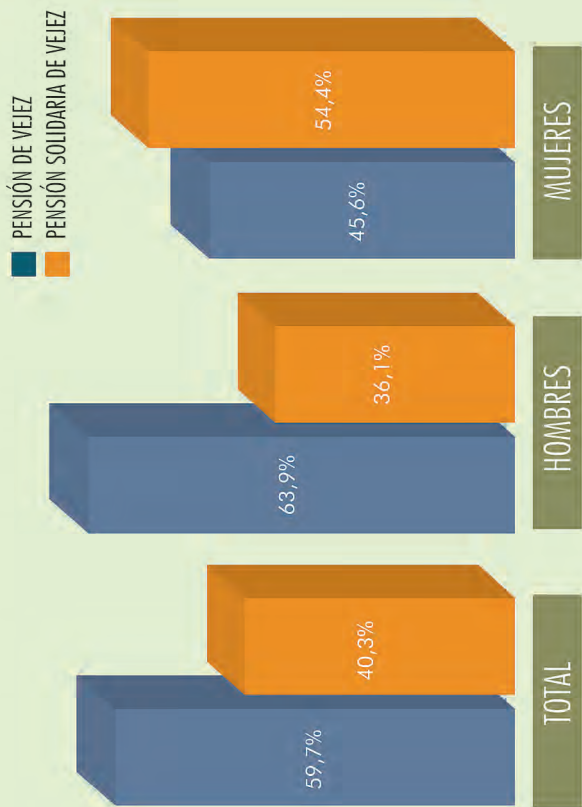 PENSIÓN DE VEJEZ
PENSIÓN SOLIDARIA DE VEJEZ
59,7%
40,3%
63,9%
36,1%
45,6%
54,4%
TOTAL
HOMBRES
MUJERES